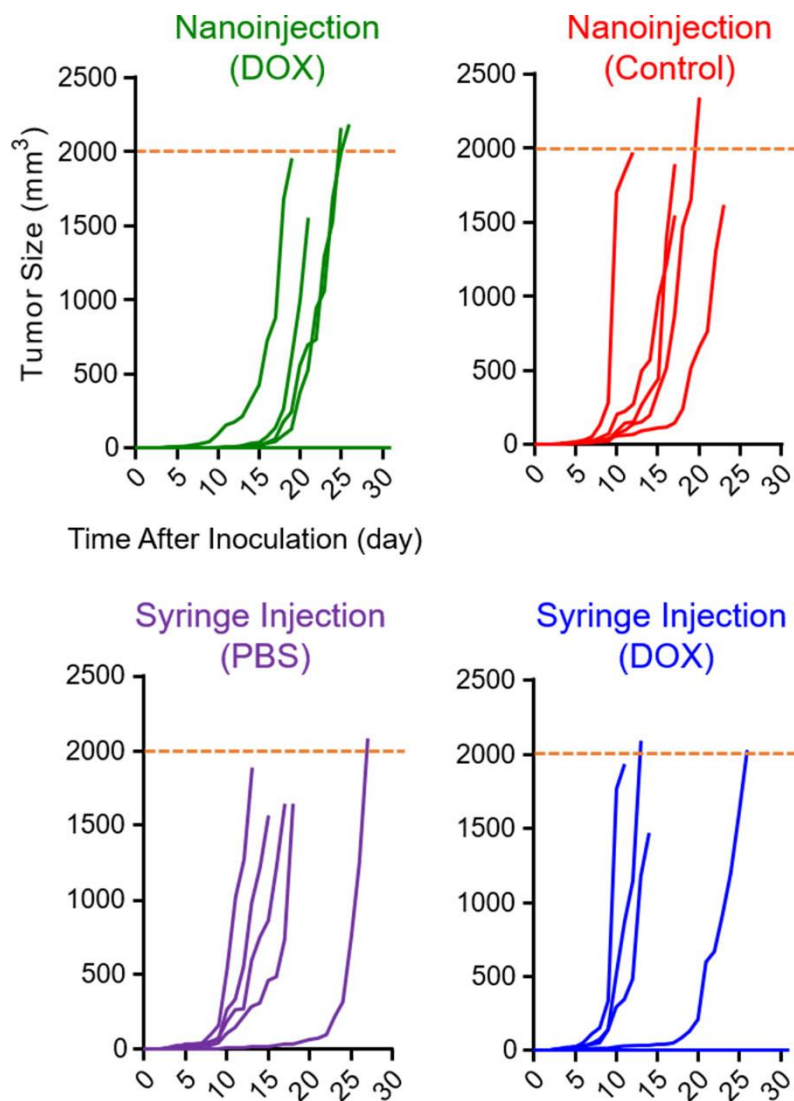 Nanoinjection
(DOX)
2500
2000
1500
1000
500
0
0 5 10 15 20 25 30
Tumor Size (mm³)
Time After Inoculation (day)
Nanoinjection
(Control)
2500
2000
1500
1000
500
0
0 5 10 15 20 25 30
Syringe Injection
(PBS)
2500
2000
1500
1000
500
0
0 5 10 15 20 25 30
Syringe Injection
(DOX)
2500
2000
1500
1000
500
0
0 5 10 15 20 25 30